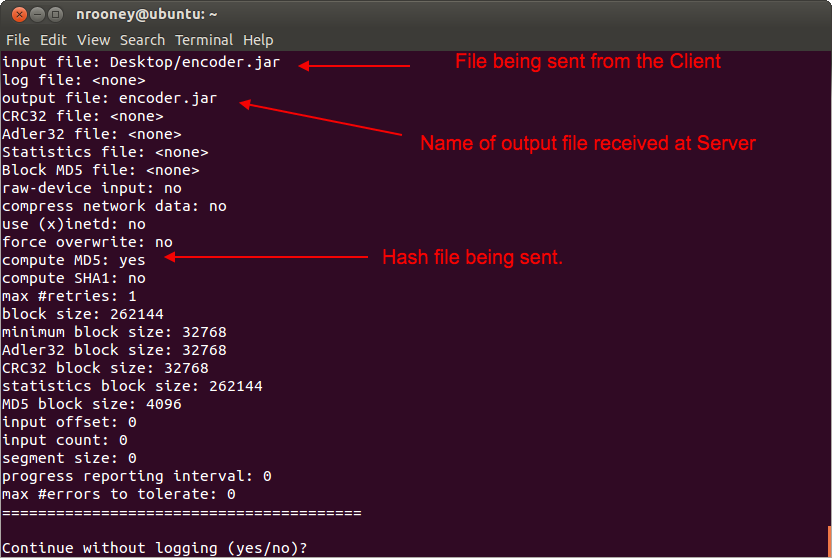 nrooney@ubuntu: ~
File Edit View Search Terminal Help
input file: Desktop/encoder.jar
File being sent from the Client
log file: <none>
output file: encoder.jar
CRC32 file: <none>
Adler32 file: <none>
Name of output file received at Server
Statistics file: <none>
Block MD5 file: <none>
raw-device input: no
compress network data: no
use (x)inetd: no
force overwrite: no
compute MD5: yes
Hash file being sent.
compute SHA1: no
max #retries: 1
block size: 262144
minimum block size: 32768
Adler32 block size: 32768
CRC32 block size: 32768
statistics block size: 262144
MD5 block size: 4096
input offset: 0
input count: 0
segment size: 0
progress reporting interval: 0
max #errors to tolerate: 0
========================================
Continue without logging (yes/no)?